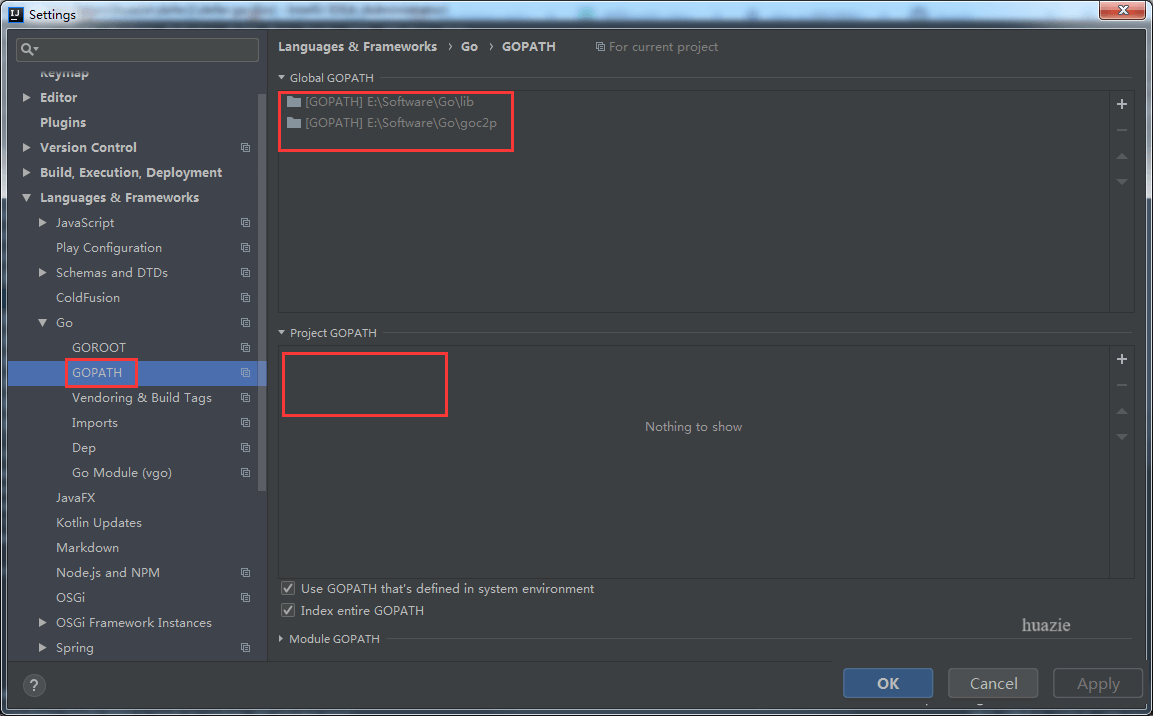 Settings
Keymap
Editor
Plugins
Version Control
Build, Execution, Deployment
Languages & Frameworks
JavaScript
Play Configuration
Schemas and DTDs
ColdFusion
Go
GOROOT
GOPATH
Vendoring & Build Tags
Imports
Dep
Go Module (vgo)
JavaFX
Kotlin Updates
Markdown
Node.js and NPM
OSGi
OSGi Framework Instances
Spring
Languages & Frameworks › Go › GOPATH For current project
Global GOPATH
[GOPATH] E:\Software\Go\lib
[GOPATH] E:\Software\Go\goc2p
Project GOPATH
Nothing to show
Use GOPATH that's defined in system environment
Index entire GOPATH
Module GOPATH
huazie
?
OK Cancel Apply